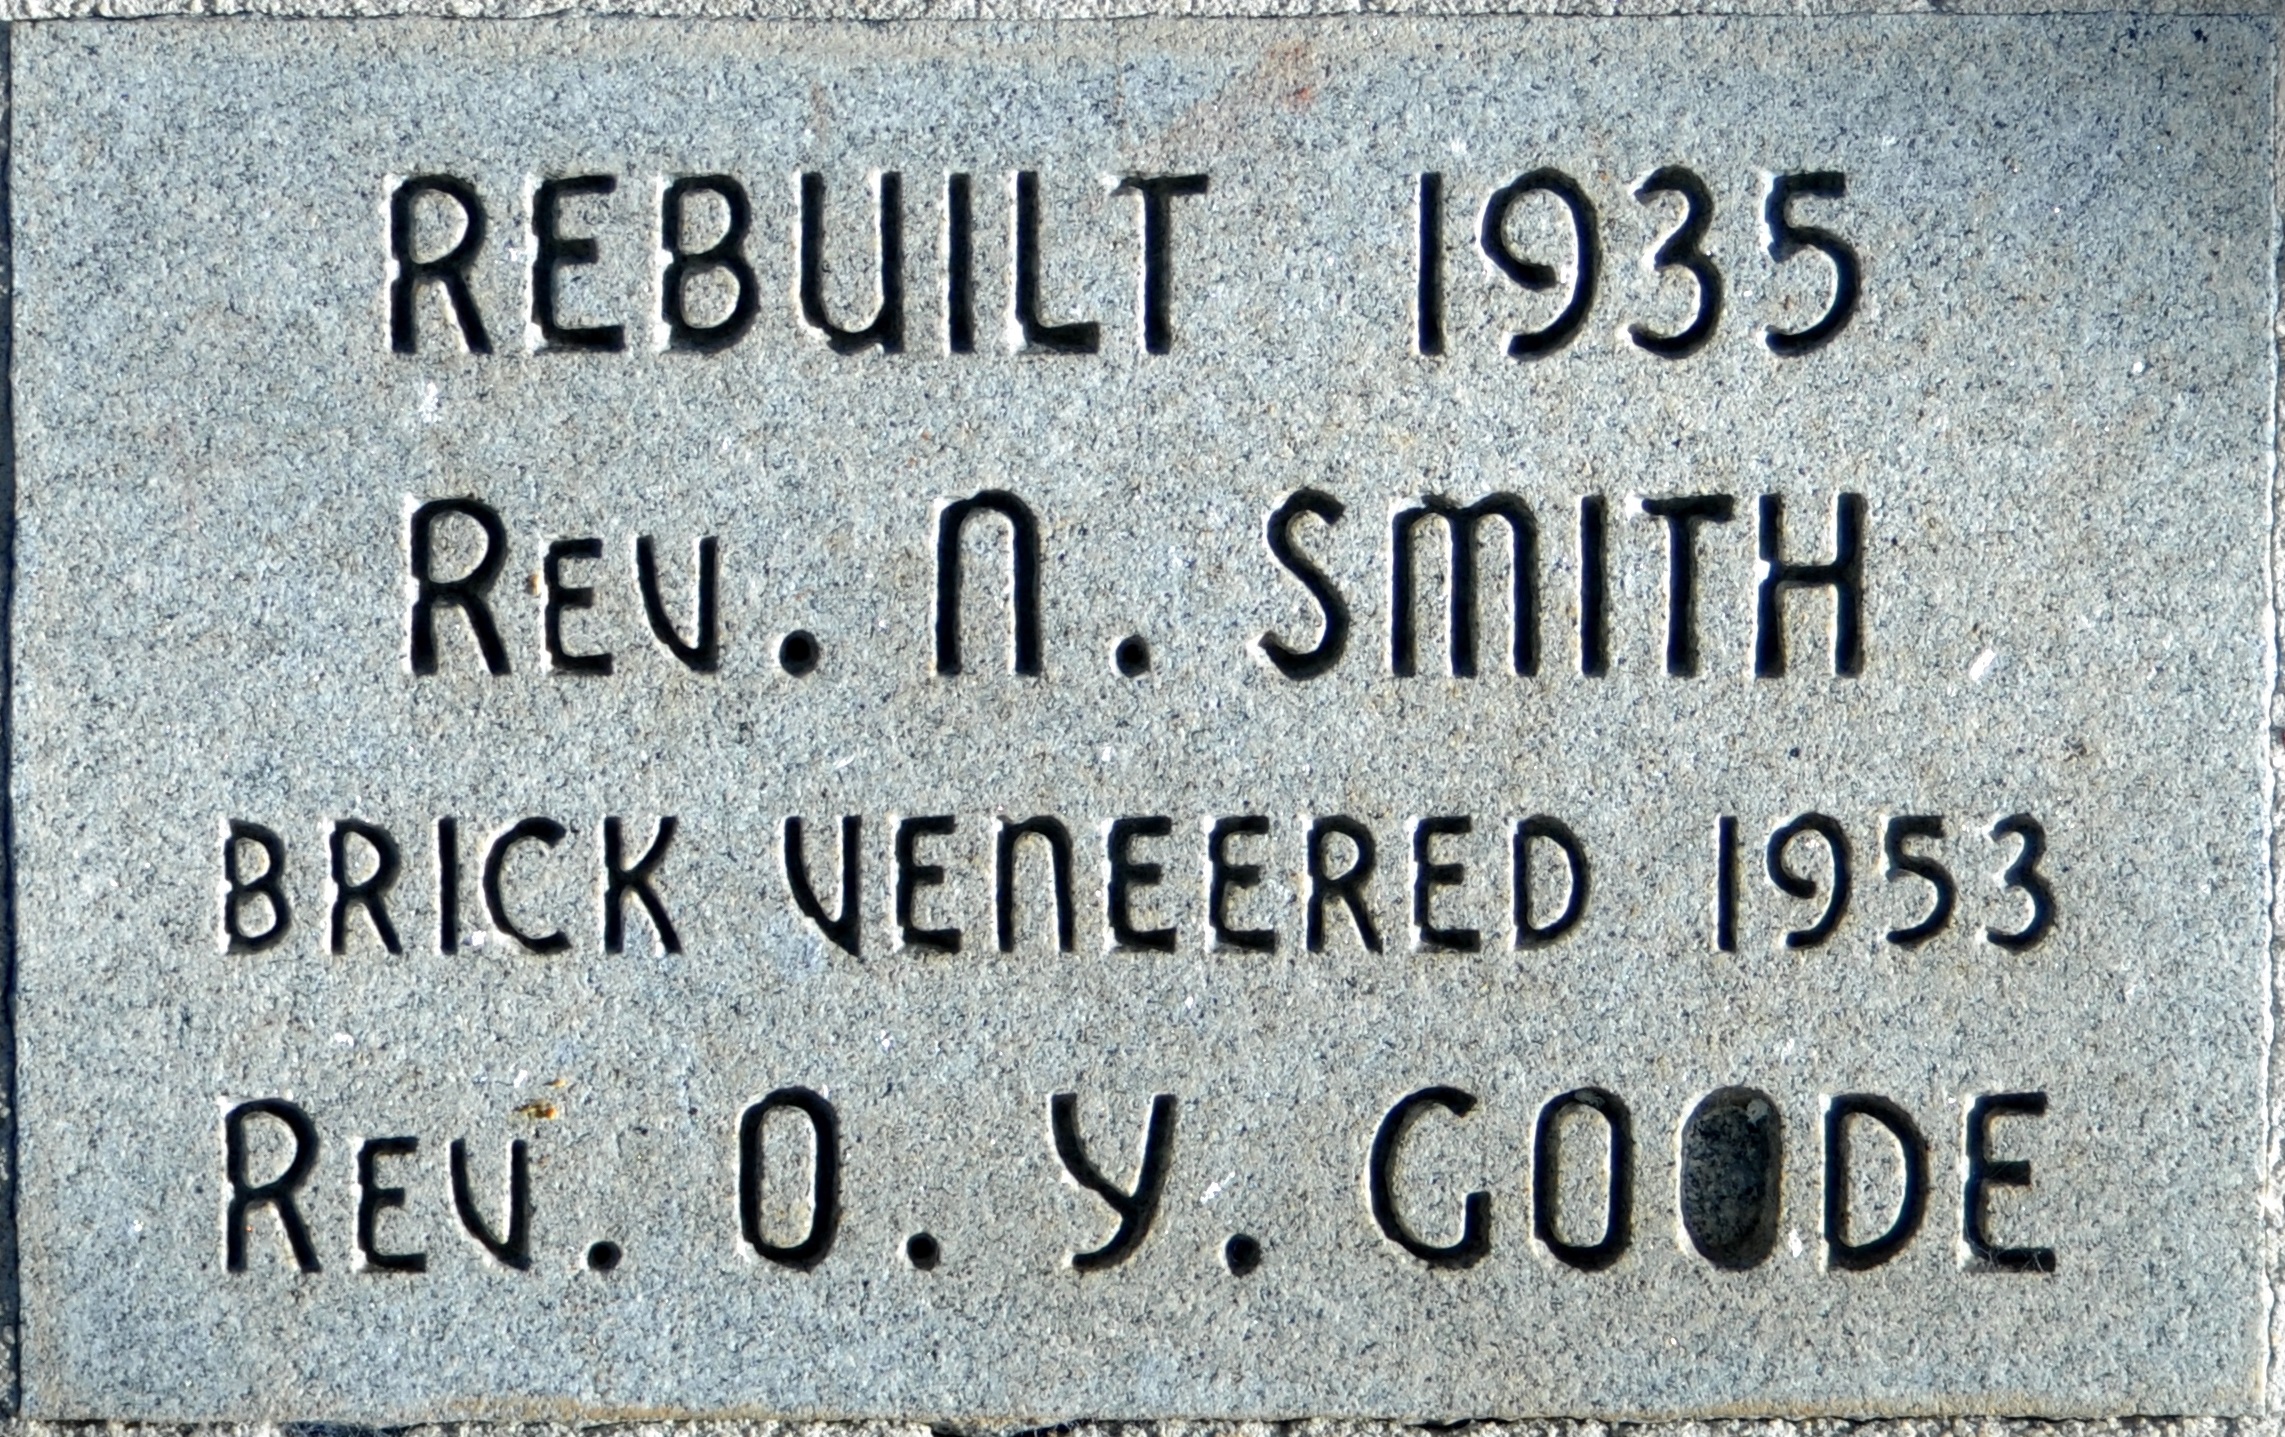 REBUILT 1935
REV. N. SMITH
BRICK VENEERED 1953
REV. O. Y. GOODE